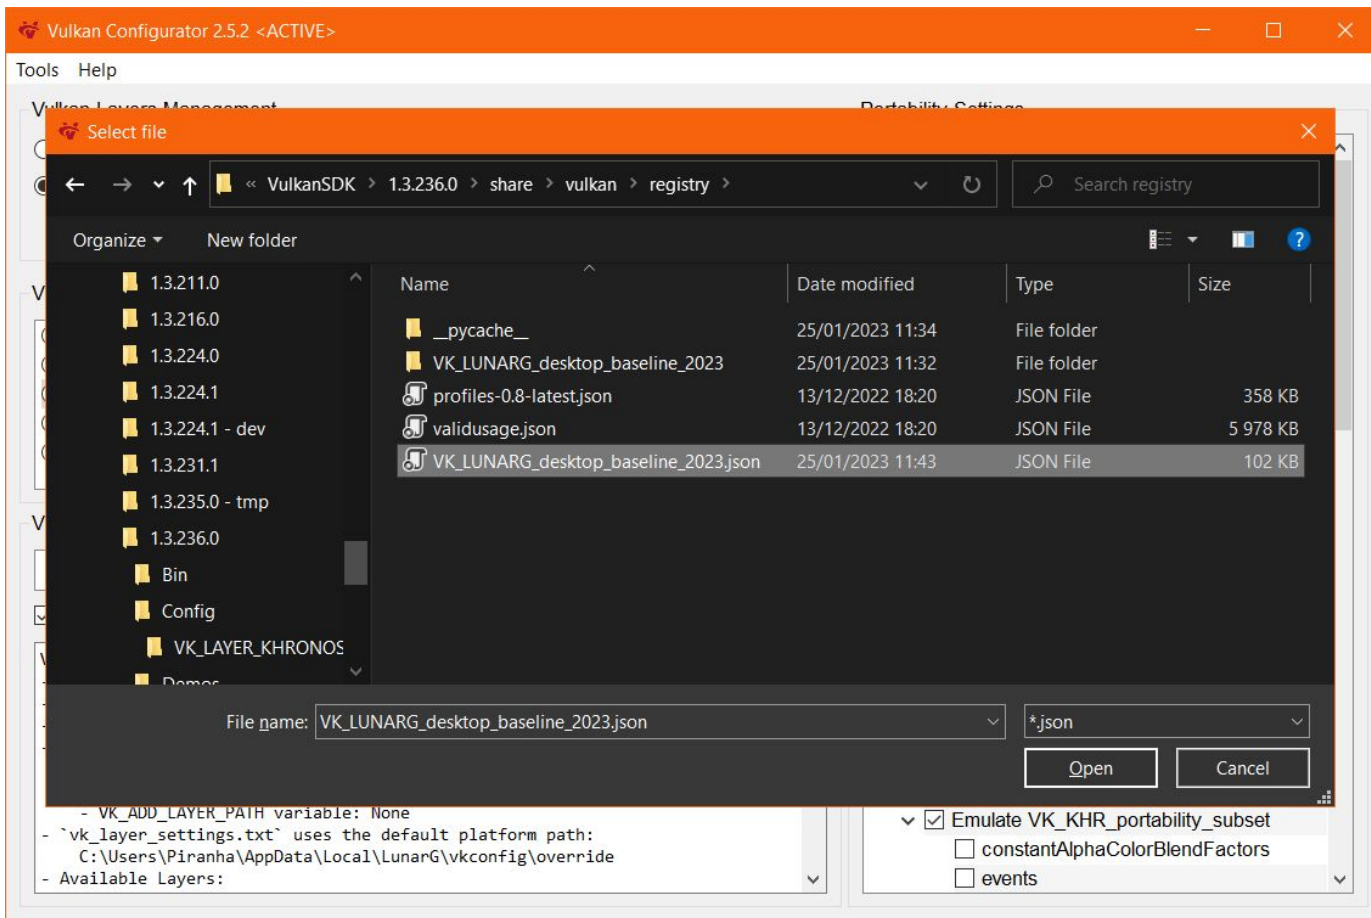 Vulkan Configurator 2.5.2 <ACTIVE>
Tools Help
Select file
« VulkanSDK > 1.3.236.0 > share > vulkan > registry >
Search registry
Organize New folder
1.3.211.0
1.3.216.0
1.3.224.0
1.3.224.1
1.3.224.1 - dev
1.3.231.1
1.3.235.0 - tmp
1.3.236.0
Bin
Config
VK_LAYER_KHRONOS
Name Date modified Type Size
__pycache__ 25/01/2023 11:34 File folder
VK_LUNARG_desktop_baseline_2023 25/01/2023 11:32 File folder
profiles-0.8-latest.json 13/12/2022 18:20 JSON File 358 KB
validusage.json 13/12/2022 18:20 JSON File 5 978 KB
VK_LUNARG_desktop_baseline_2023.json 25/01/2023 11:43 JSON File 102 KB
File name: VK_LUNARG_desktop_baseline_2023.json *.json
Open Cancel
- VK_ADD_LAYER_PATH variable: None
- `vk_layer_settings.txt` uses the default platform path:
C:\Users\Piranha\AppData\Local\LunarG\vkconfig\override
- Available Layers:
Emulate VK_KHR_portability_subset
constantAlphaColorBlendFactors
events